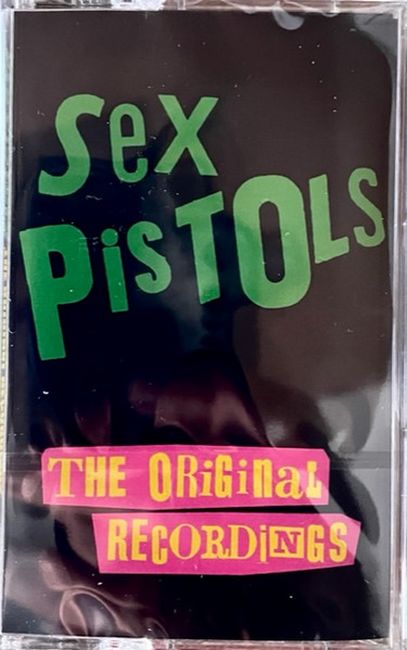 Sex
PiSTOLS
THE ORiGinaL
RECORDiNGS